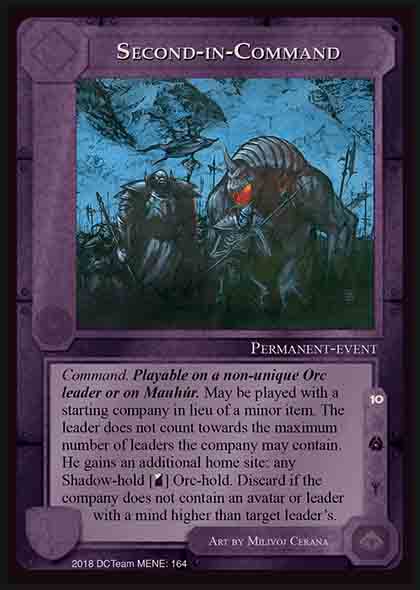 Second-in-Command
Permanent-event
Command. Playable on a non-unique Orc
leader or on Mauhúr. May be played with a
starting company in lieu of a minor item. The
leader does not count towards the maximum
number of leaders the company may contain.
He gains an additional home site: any
Shadow-hold [] Orc-hold. Discard if the
company does not contain an avatar or leader
with a mind higher than target leader's.
10
Art by Milivoj Cerana
2018 DCTeam MENE: 164